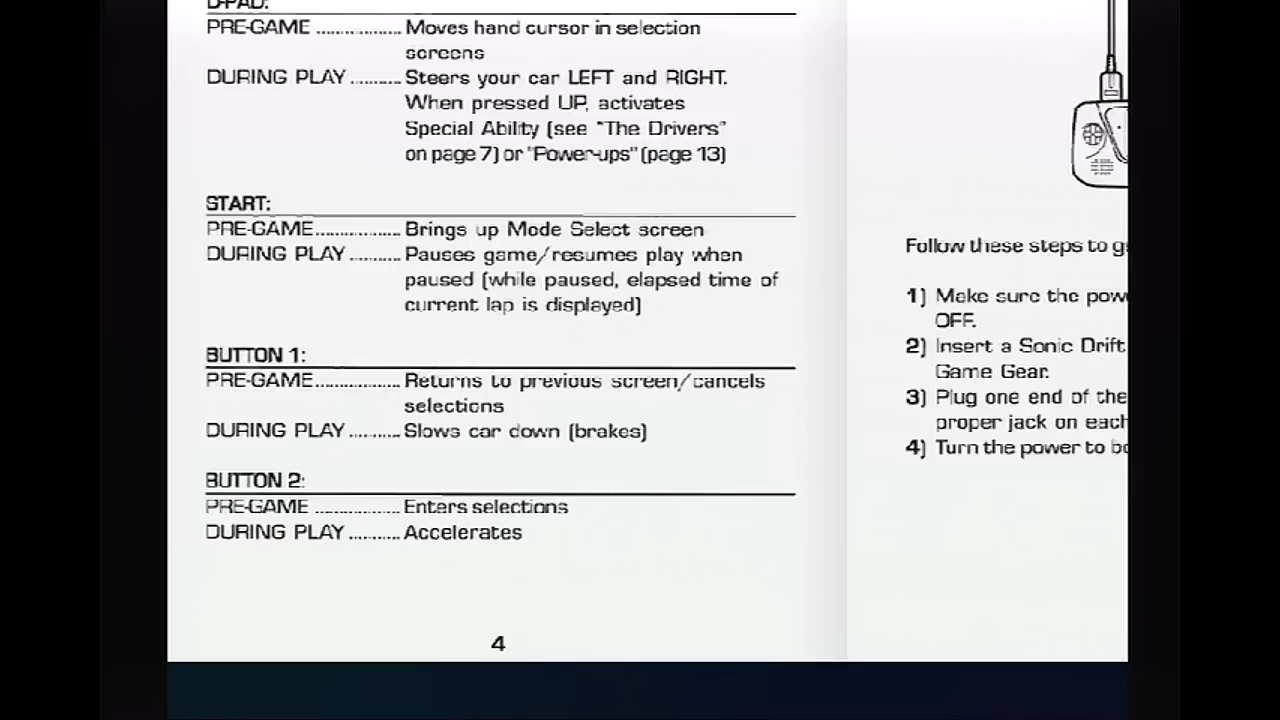 D-PAD:
PRE-GAME ................. Moves hand cursor in selection
screens
DURING PLAY .......... Steers your car LEFT and RIGHT.
When pressed UP, activates
Special Ability (see "The Drivers"
on page 7) or "Power-ups" (page 13)
START:
PRE-GAME................. Brings up Mode Select screen
DURING PLAY .......... Pauses game/resumes play when
paused (while paused, elapsed time of
current lap is displayed)
BUTTON 1:
PRE-GAME................. Returns to previous screen/cancels
selections
DURING PLAY .......... Slows car down (brakes)
BUTTON 2:
PRE-GAME ................. Enters selections
DURING PLAY .......... Accelerates
4
Follow these steps to g
1) Make sure the pow
OFF.
2) Insert a Sonic Drift
Game Gear.
3) Plug one end of the
proper jack on each
4) Turn the power to bo